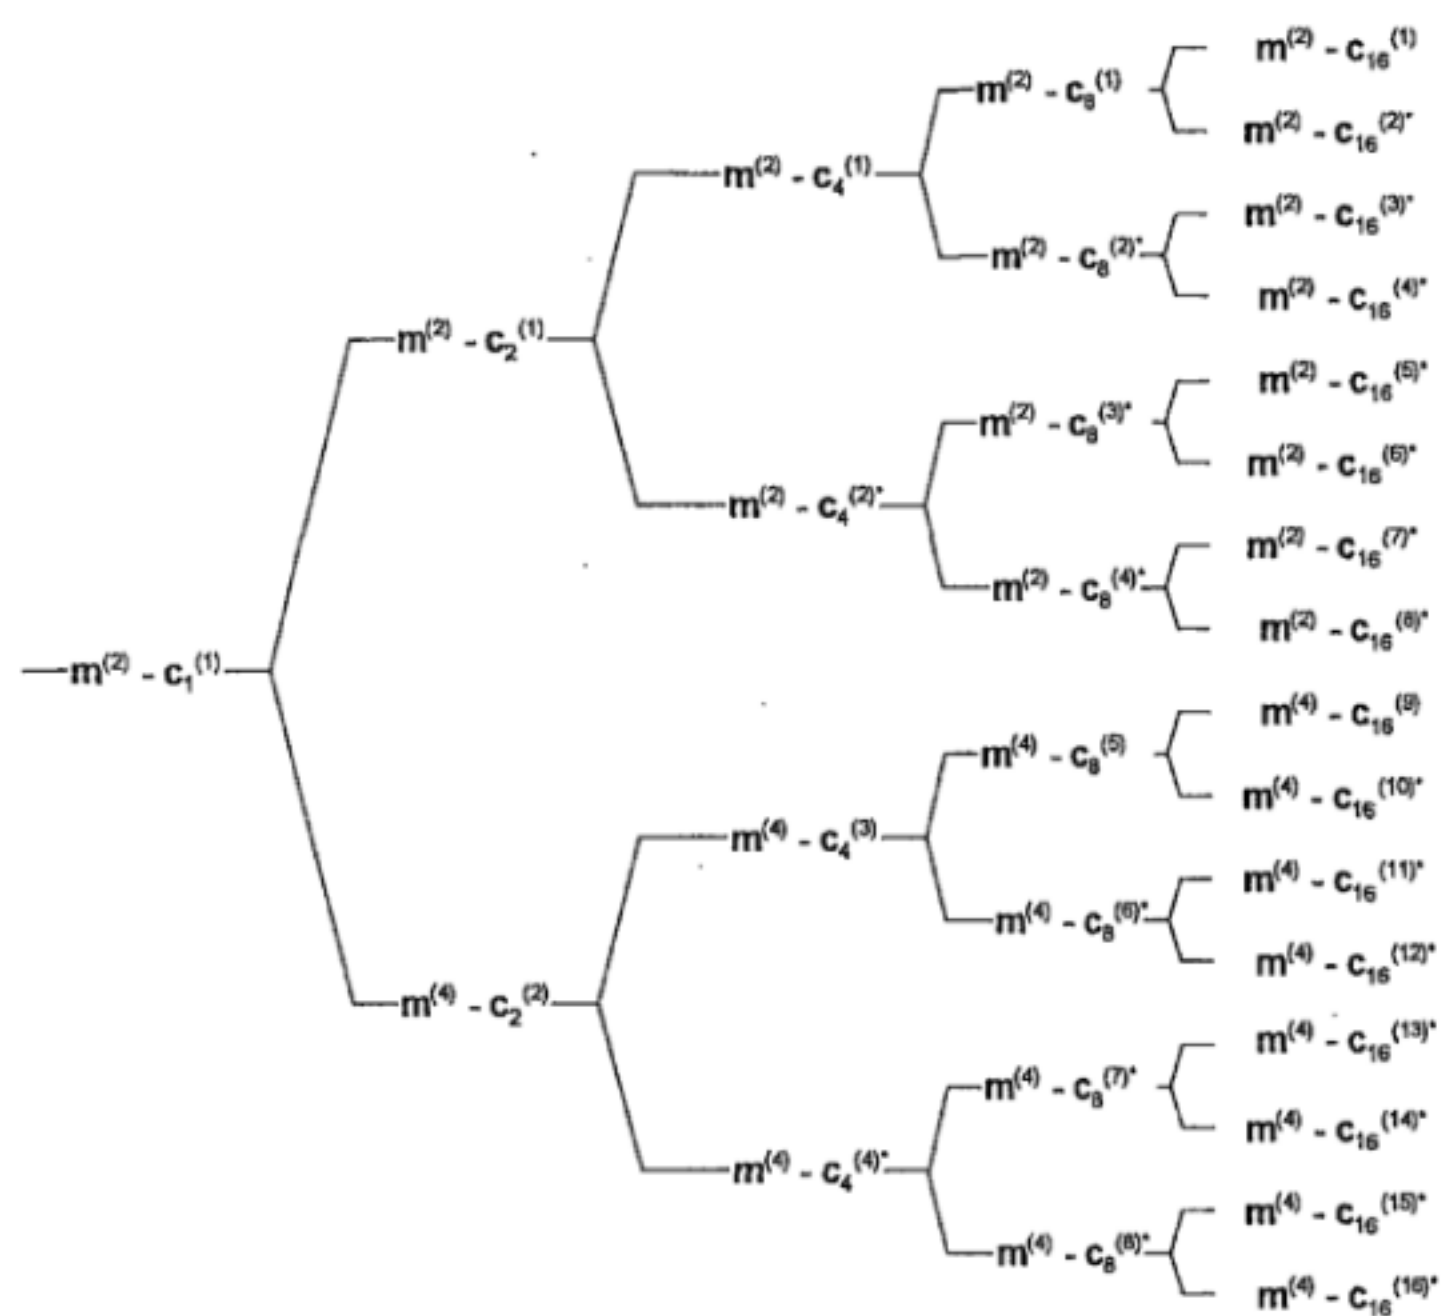 m(2) - c16(1)
m(2) - c8(1)
m(2) - c16(2)*
m(2) - c4(1)
m(2) - c16(3)*
m(2) - c8(2)*
m(2) - c16(4)*
m(2) - c2(1)
m(2) - c16(5)*
m(2) - c8(3)*
m(2) - c16(6)*
m(2) - c4(2)*
m(2) - c16(7)*
m(2) - c8(4)*
m(2) - c16(8)*
m(2) - c1(1)
m(4) - c16(9)
m(4) - c8(5)
m(4) - c16(10)*
m(4) - c4(3)
m(4) - c16(11)*
m(4) - c8(6)*
m(4) - c16(12)*
m(4) - c2(2)
m(4) - c16(13)*
m(4) - c8(7)*
m(4) - c16(14)*
m(4) - c4(4)*
m(4) - c16(15)*
m(4) - c8(8)*
m(4) - c16(16)*